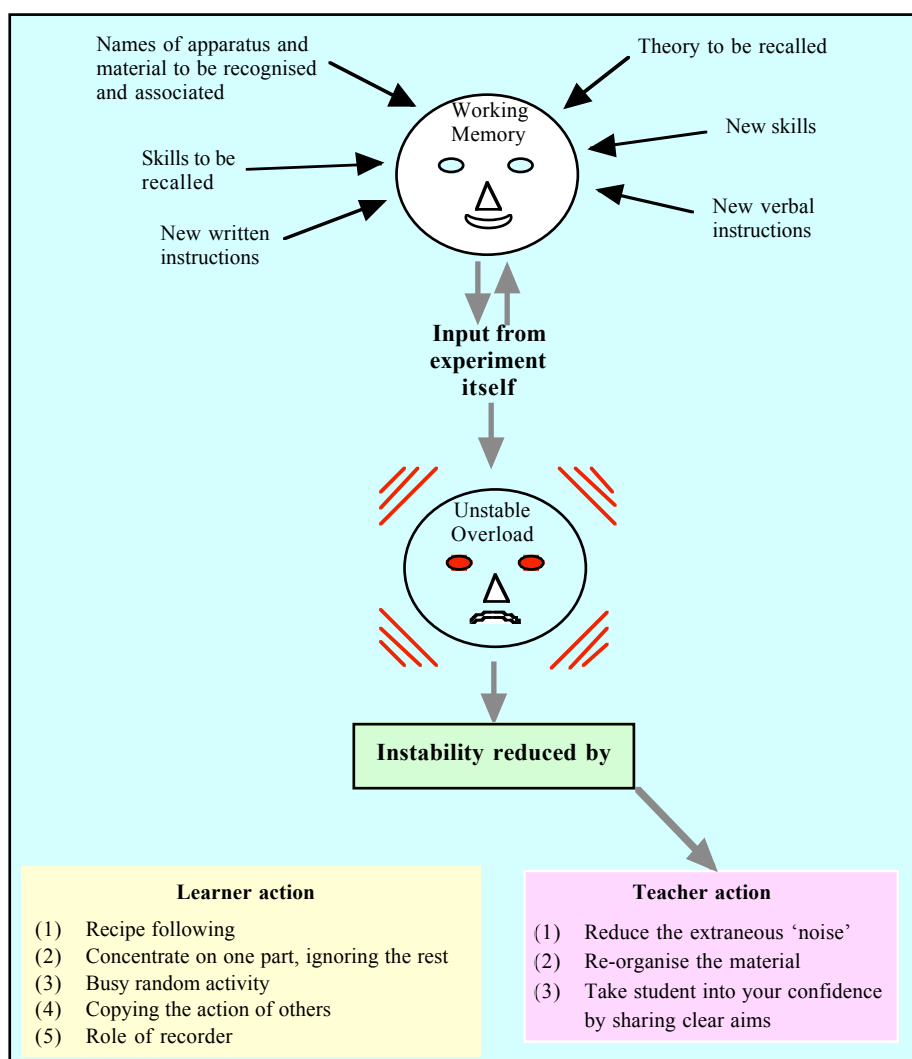 Names of apparatus and
material to be recognised
and associated
Theory to be recalled
Working
Memory
New skills
Skills to be
recalled
New verbal
instructions
New written
instructions
Input from
experiment
itself
Unstable
Overload
Instability reduced by
Learner action
(1) Recipe following
(2) Concentrate on one part, ignoring the rest
(3) Busy random activity
(4) Copying the action of others
(5) Role of recorder
Teacher action
(1) Reduce the extraneous ‘noise’
(2) Re-organise the material
(3) Take student into your confidence
by sharing clear aims